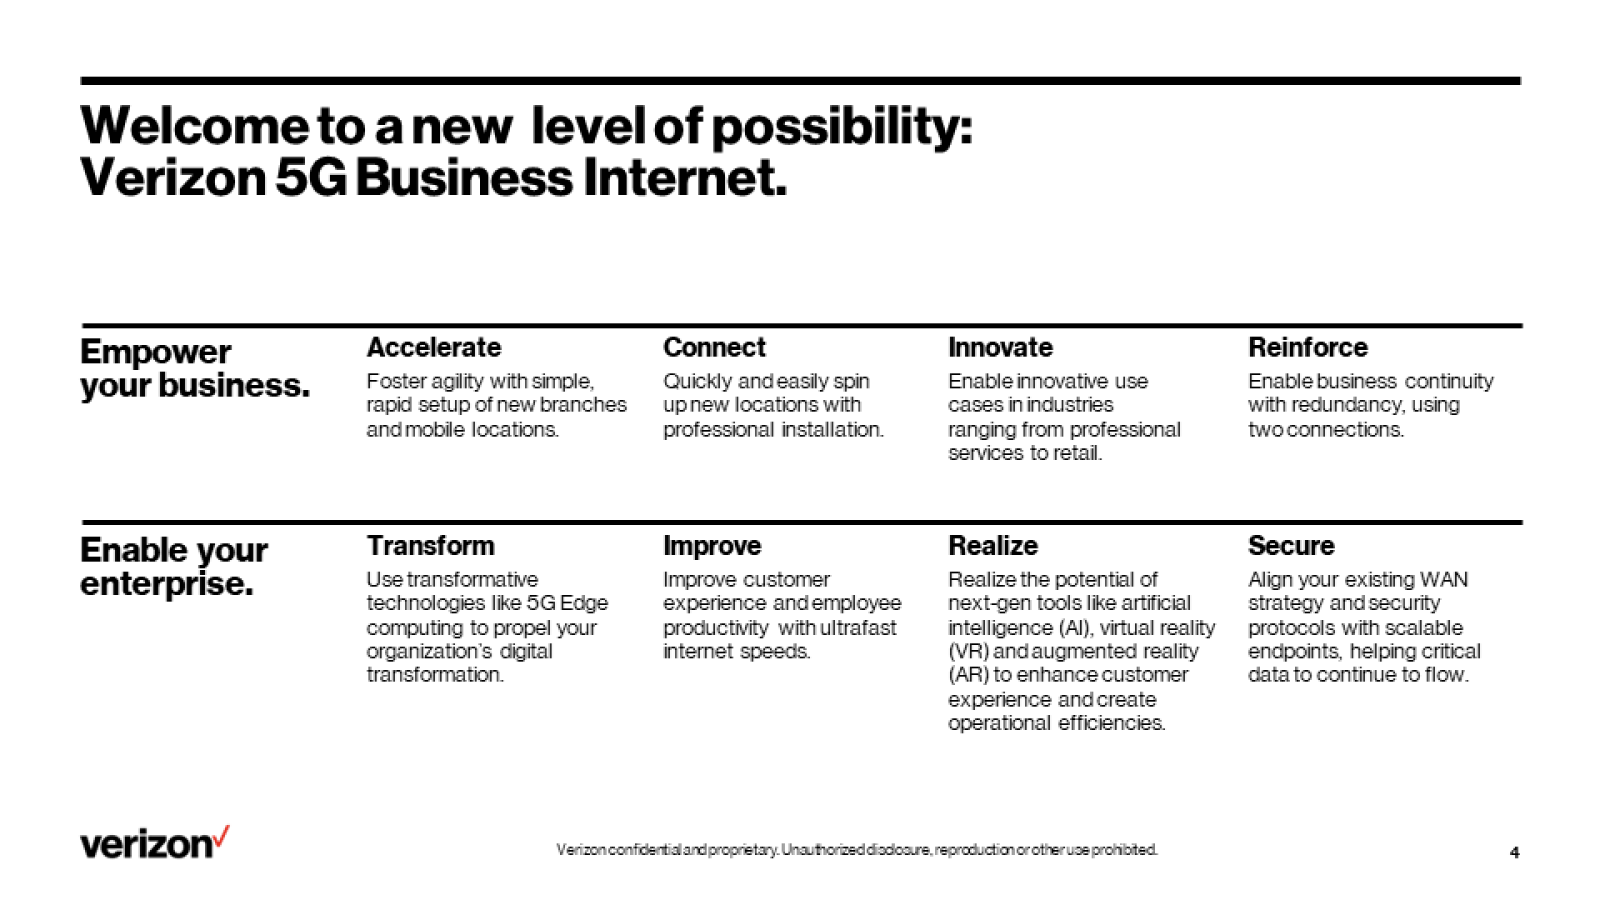 Welcome to a new level of possibility:
Verizon 5G Business Internet.
Empower
your business.
Accelerate
Foster agility with simple,
rapid setup of new branches
and mobile locations.
Connect
Quickly and easily spin
up new locations with
professional installation.
Innovate
Enable innovative use
cases in industries
ranging from professional
services to retail.
Reinforce
Enable business continuity
with redundancy, using
two connections.
Enable your
enterprise.
Transform
Use transformative
technologies like 5G Edge
computing to propel your
organization's digital
transformation.
Improve
Improve customer
experience and employee
productivity with ultrafast
internet speeds.
Realize
Realize the potential of
next-gen tools like artificial
intelligence (AI), virtual reality
(VR) and augmented reality
(AR) to enhance customer
experience and create
operational efficiencies.
Secure
Align your existing WAN
strategy and security
protocols with scalable
endpoints, helping critical
data to continue to flow.
verizon
Verizon confidential and proprietary. Unauthorized disclosure, reproduction or other use prohibited.
4